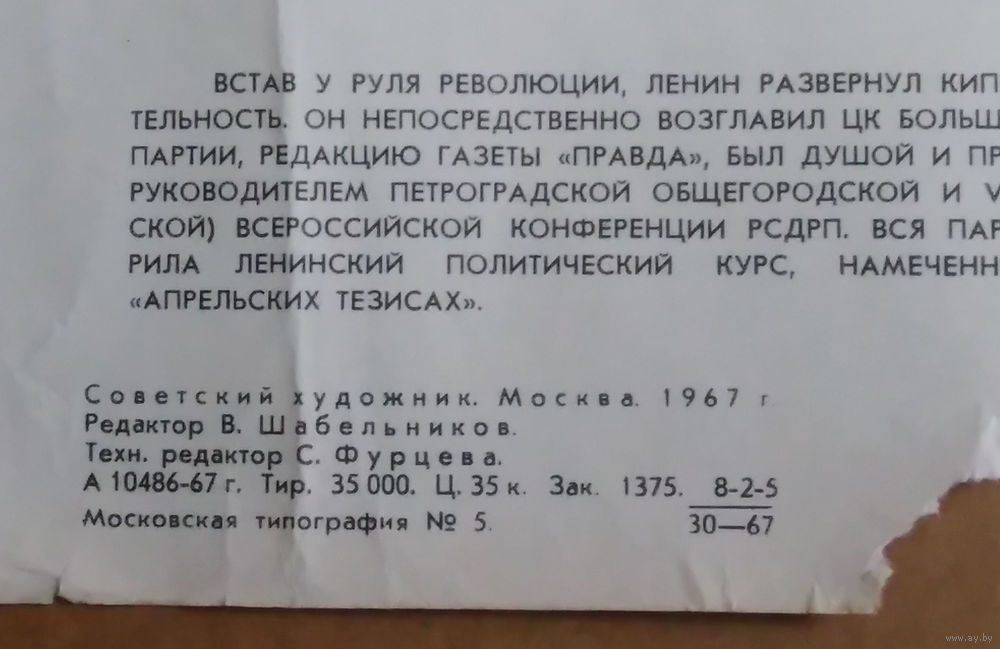 ВСТАВ У РУЛЯ РЕВОЛЮЦИИ, ЛЕНИН РАЗВЕРНУЛ КИП
ТЕЛЬНОСТЬ. ОН НЕПОСРЕДСТВЕННО ВОЗГЛАВИЛ ЦК БОЛЬШ
ПАРТИИ, РЕДАКЦИЮ ГАЗЕТЫ «ПРАВДА», БЫЛ ДУШОЙ И ПР
РУКОВОДИТЕЛЕМ ПЕТРОГРАДСКОЙ ОБЩЕГОРОДСКОЙ И V
СКОЙ) ВСЕРОССИЙСКОЙ КОНФЕРЕНЦИИ РСДРП. ВСЯ ПАР
РИЛА ЛЕНИНСКИЙ ПОЛИТИЧЕСКИЙ КУРС, НАМЕЧЕНН
«АПРЕЛЬСКИХ ТЕЗИСАХ».
Советский художник. Москва. 1967 г
Редактор В. Шабельников.
Техн. редактор С. Фурцева.
А 10486-67 г. Тир. 35 000. Ц. 35 к. Зак. 1375. 8-2-5
Московская типография № 5. 30—67
www.ay.by